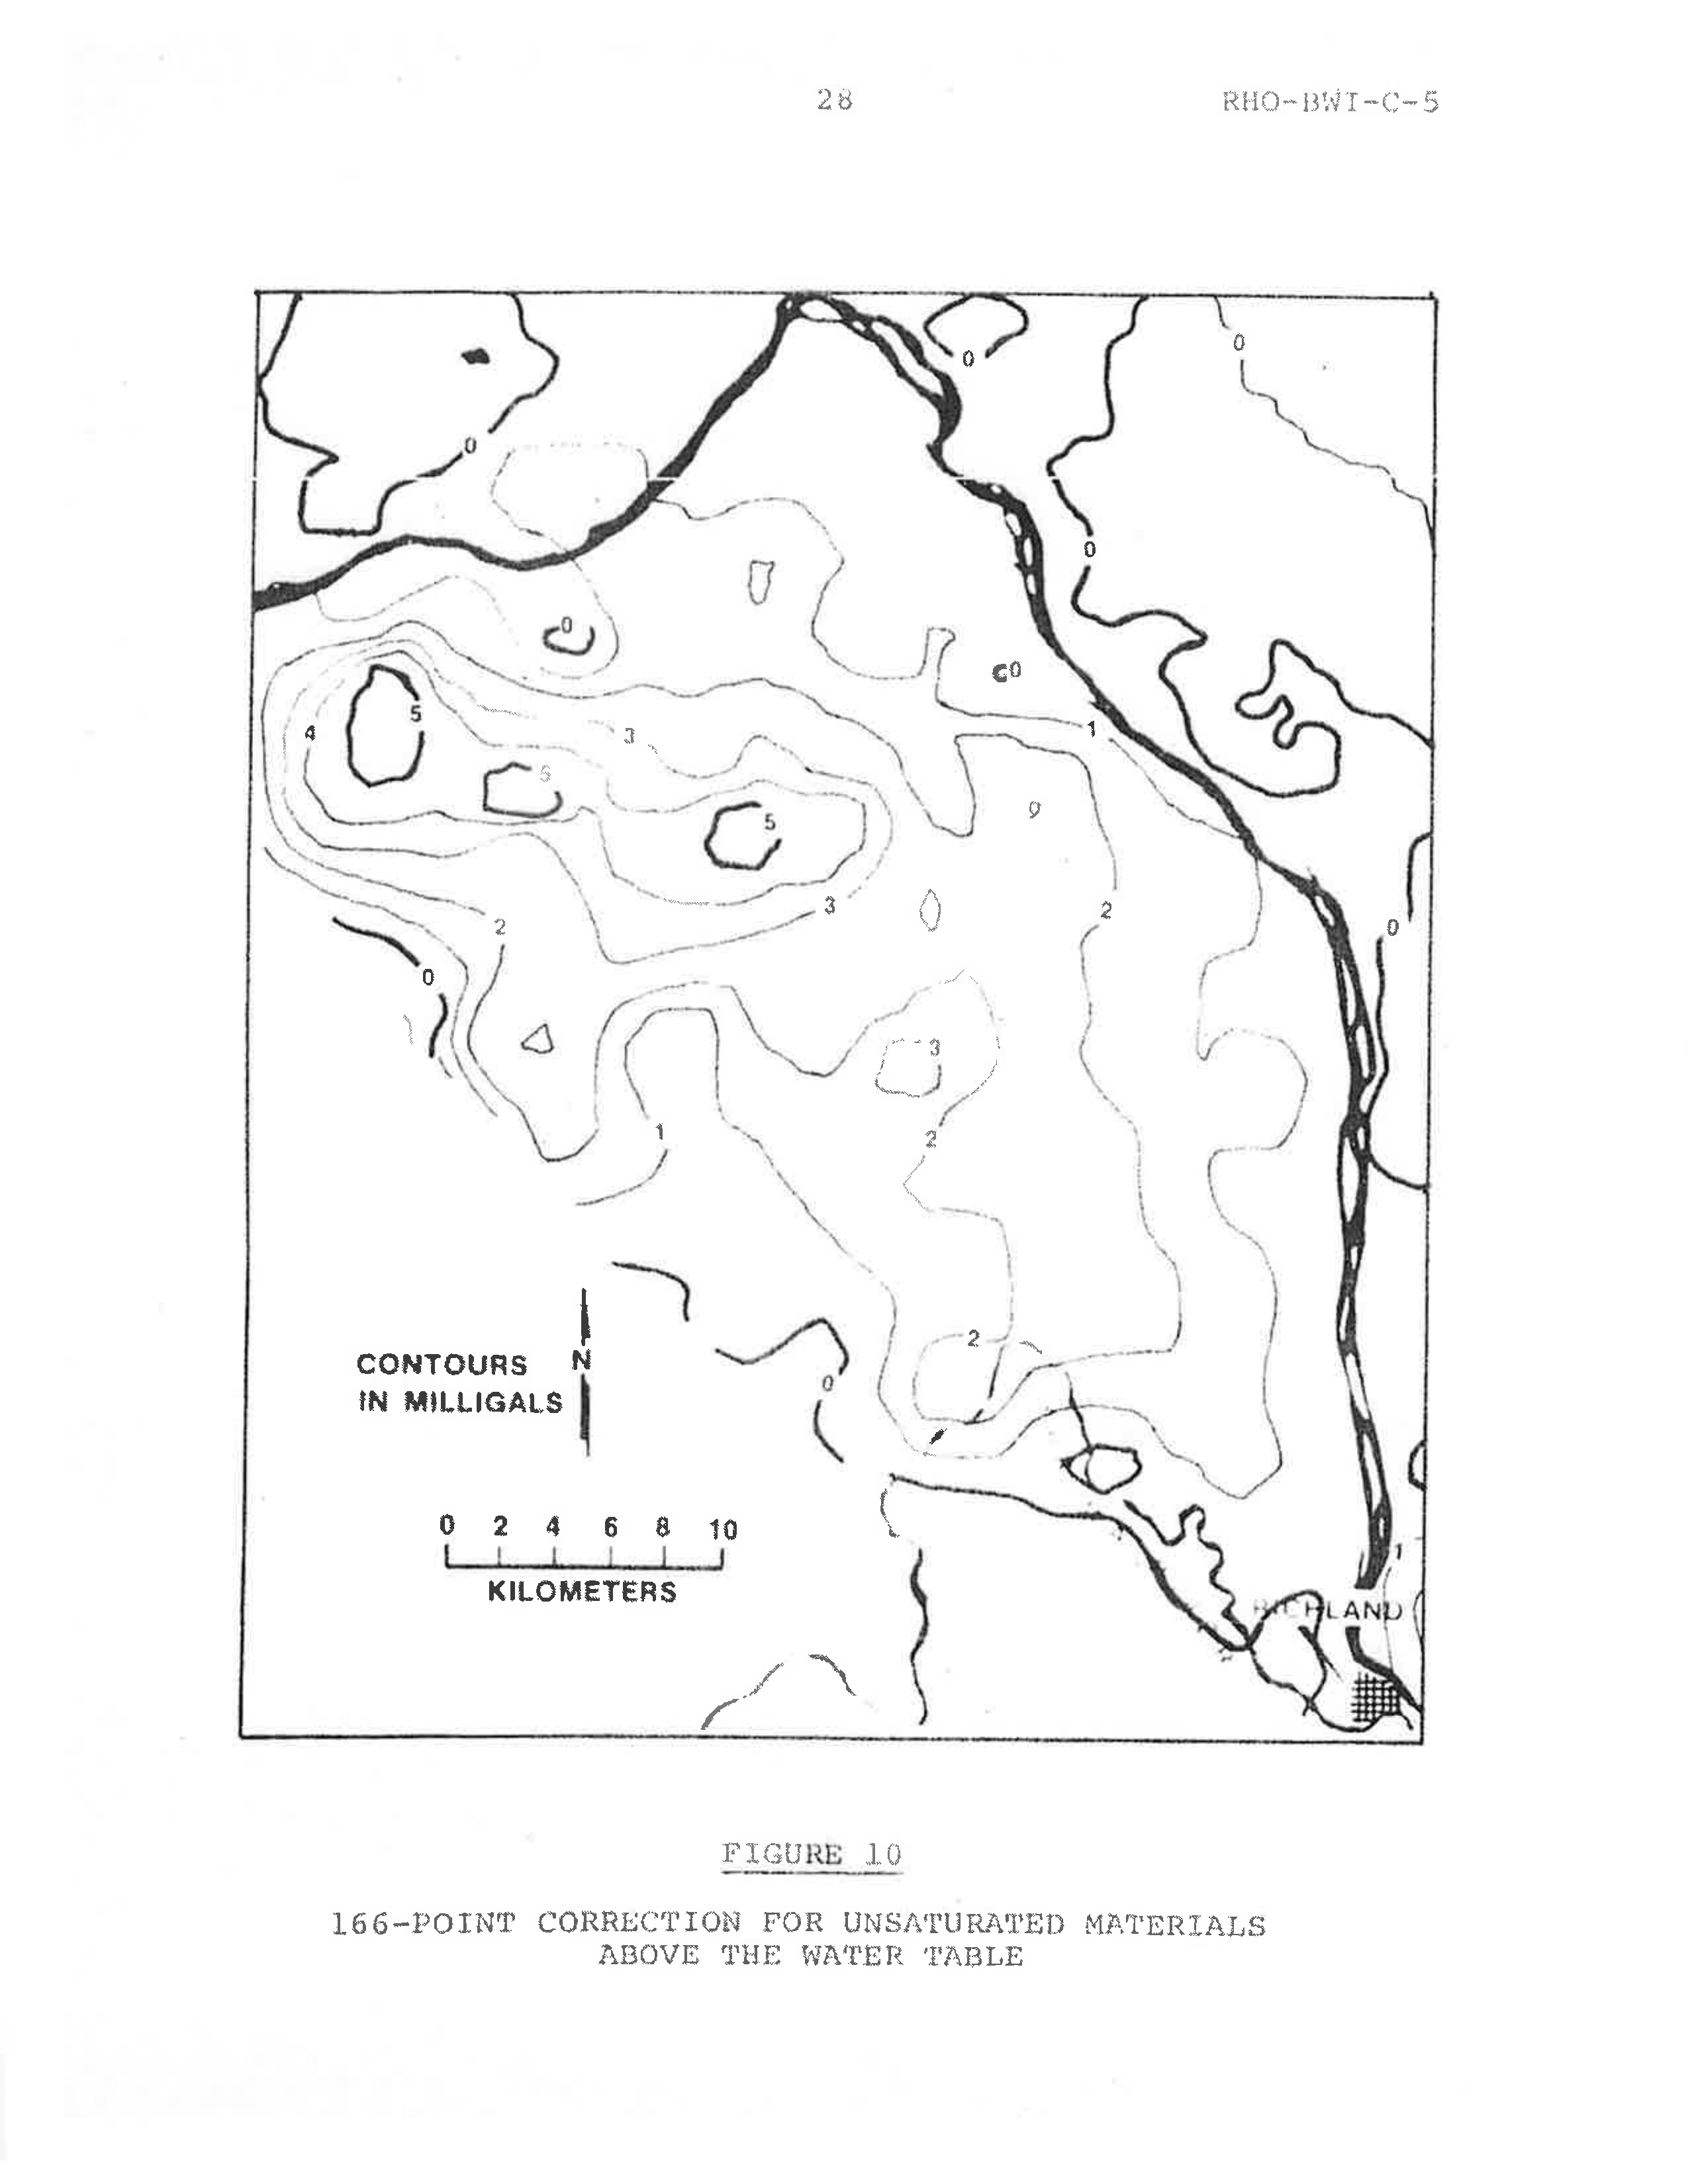 28 RHO-BWI-C-5
0
0
0
0
0
0
5
4
3
5
1
5
9
3
2
2
0
0
3
1
2
2
0
CONTOURS N
IN MILLIGALS
0 2 4 6 8 10
KILOMETERS
1
RICHLAND
FIGURE 10
166-POINT CORRECTION FOR UNSATURATED MATERIALS
ABOVE THE WATER TABLE